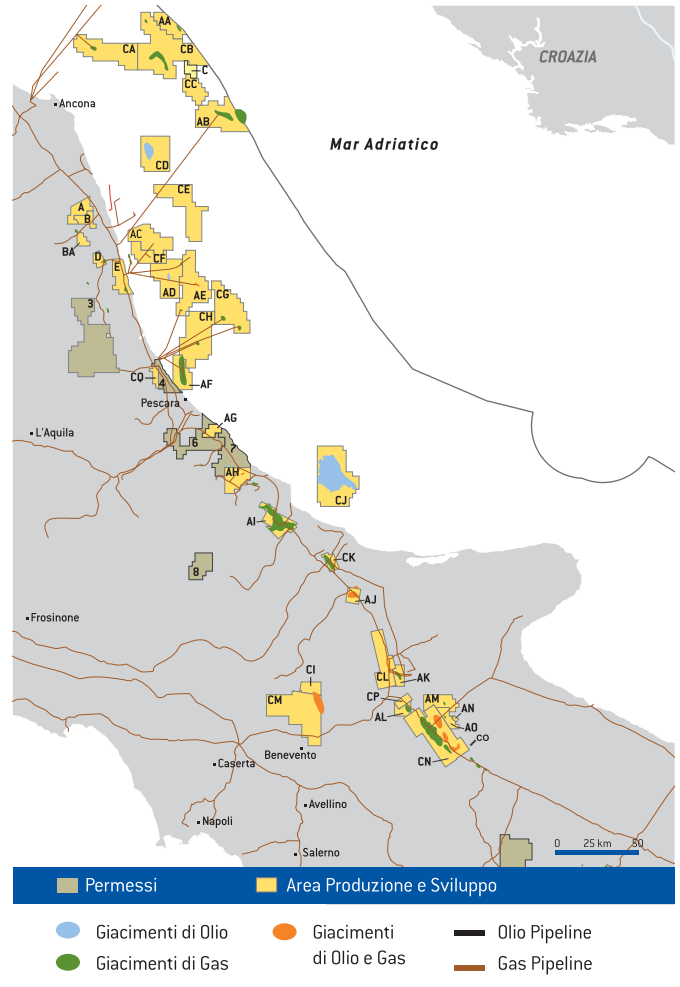 AA
CA
CB
CROAZIA
C
CC
Ancona
AB
Mar Adriatico
CD
CE
A
B
AC
BA
D
E
CF
AD
AE
CG
3
CH
CQ
4
AF
Pescara
AG
L'Aquila
6
7
AH
CJ
AI
CK
8
AJ
Frosinone
CI
CL
AK
CM
CP
AM
AN
AL
AO
CO
Benevento
CN
Caserta
Avellino
Napoli
0 25 km 50
Salerno
Permessi
Area Produzione e Sviluppo
Giacimenti di Olio
Giacimenti
di Olio e Gas
Olio Pipeline
Giacimenti di Gas
Gas Pipeline